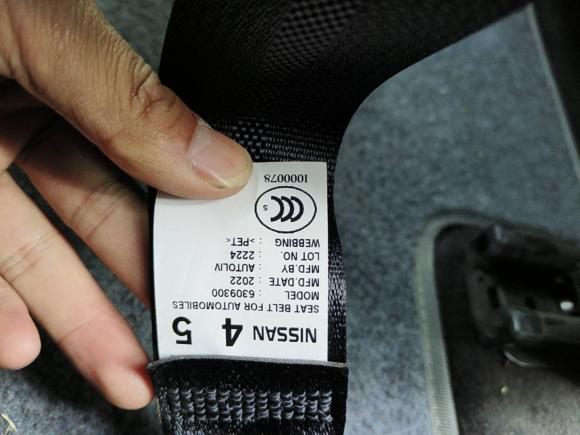 NISSAN 4 5
SEAT BELT FOR AUTOMOBILES
MODEL : 6309300
MFD.DATE : 2022
MFD.BY : AUTOLIV
LOT NO. : 2224
WEBBING : >PET<
CCC S
1000078